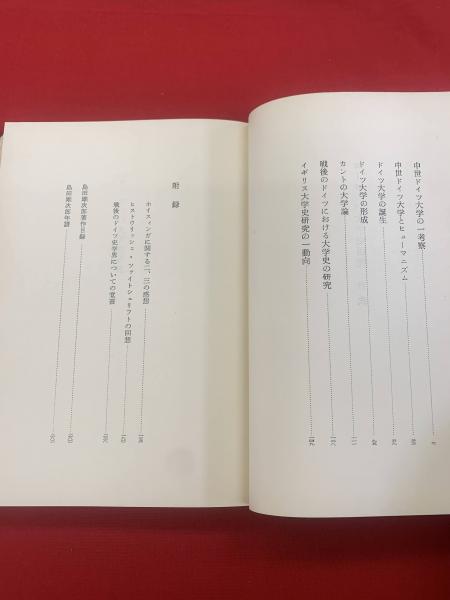 中世ドイツ大学の一考察
中世ドイツ大学とヒューマニズム
ドイツ大学の誕生
ドイツ大学の形成
カントの大学論
戦後のドイツにおける大学史の研究
イギリス大学史研究の一動向
附録
ホイズィンガに関する二、三の感想
ヒストウリッシェ・ツァイトシュリフトの回想
戦後のドイツ史学界についての覚書
島田雄次郎著作目録
島田雄次郎年譜